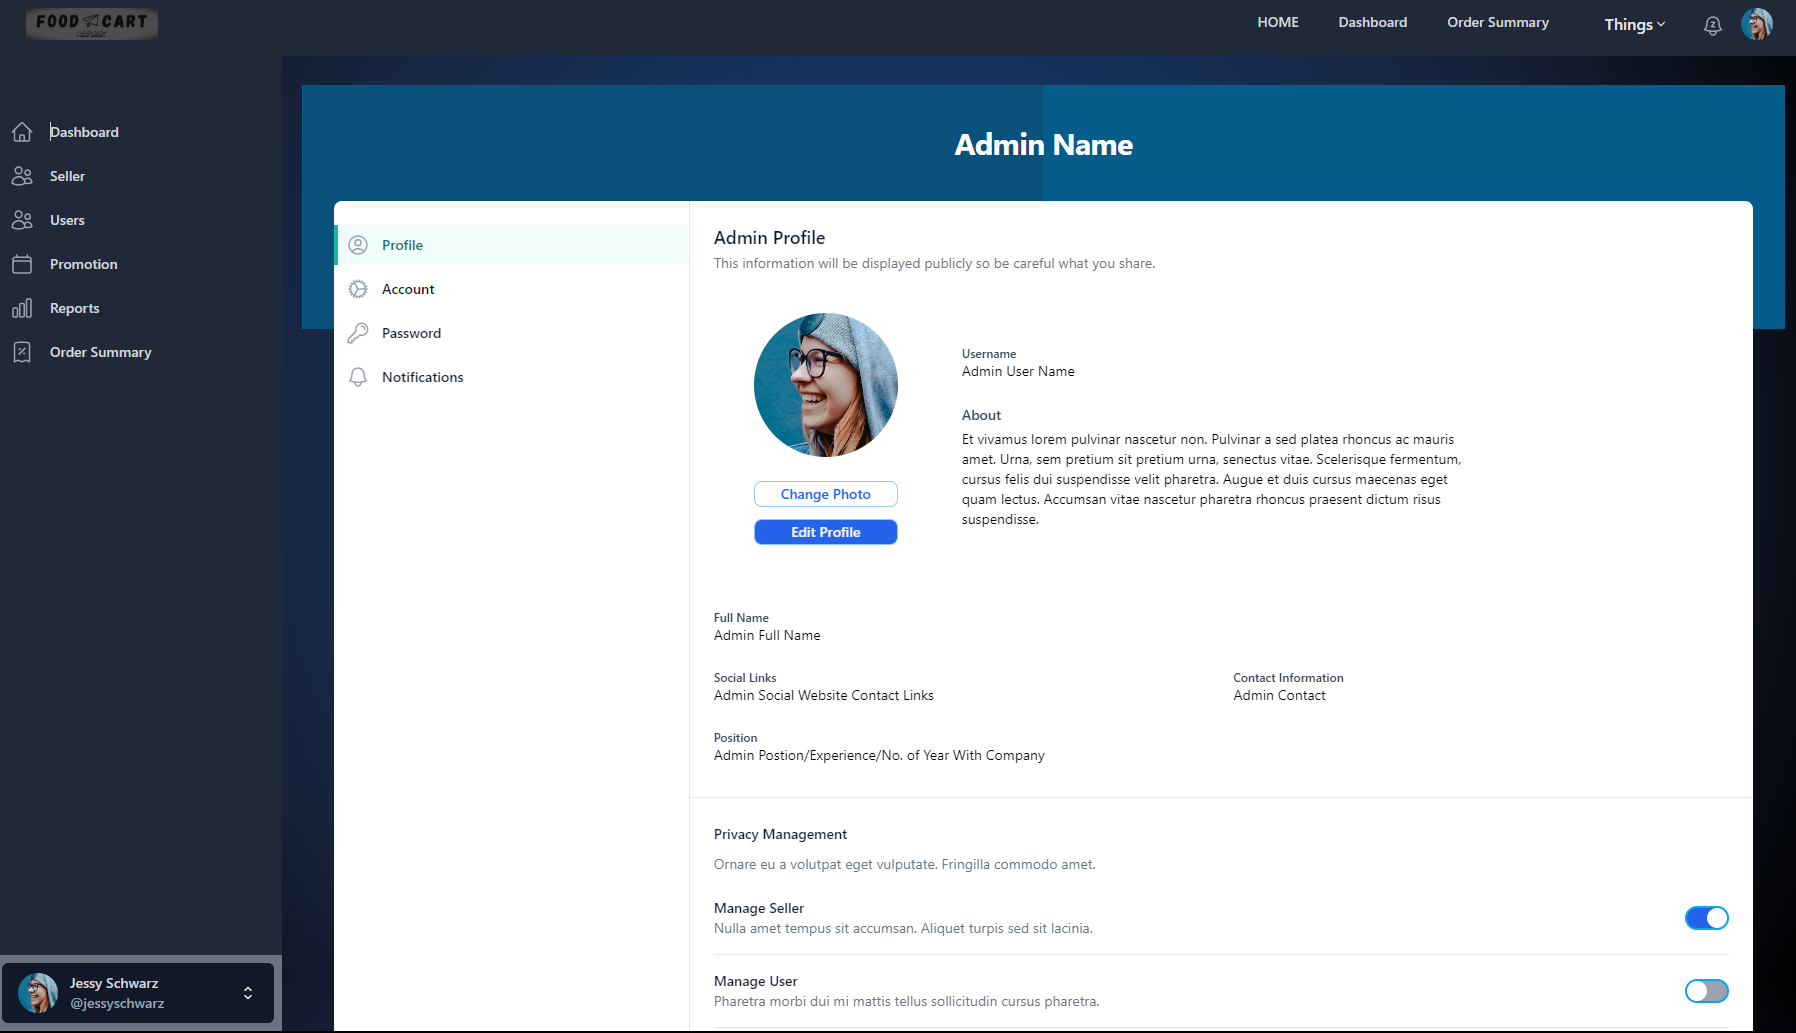 FOOD CART
HOME
Dashboard
Order Summary
Things
Dashboard
Seller
Users
Promotion
Reports
Order Summary
Jessy Schwarz
@jessyschwarz
Admin Name
Profile
Account
Password
Notifications
Admin Profile
This information will be displayed publicly so be careful what you share.
Change Photo
Edit Profile
Username
Admin User Name
About
Et vivamus lorem pulvinar nascetur non. Pulvinar a sed platea rhoncus ac mauris
amet. Urna, sem pretium sit pretium urna, senectus vitae. Scelerisque fermentum,
cursus felis dui suspendisse velit pharetra. Augue et duis cursus maecenas eget
quam lectus. Accumsan vitae nascetur pharetra rhoncus praesent dictum risus
suspendisse.
Full Name
Admin Full Name
Social Links
Admin Social Website Contact Links
Contact Information
Admin Contact
Position
Admin Postion/Experience/No. of Year With Company
Privacy Management
Ornare eu a volutpat eget vulputate. Fringilla commodo amet.
Manage Seller
Nulla amet tempus sit accumsan. Aliquet turpis sed sit lacinia.
Manage User
Pharetra morbi dui mi mattis tellus sollicitudin cursus pharetra.